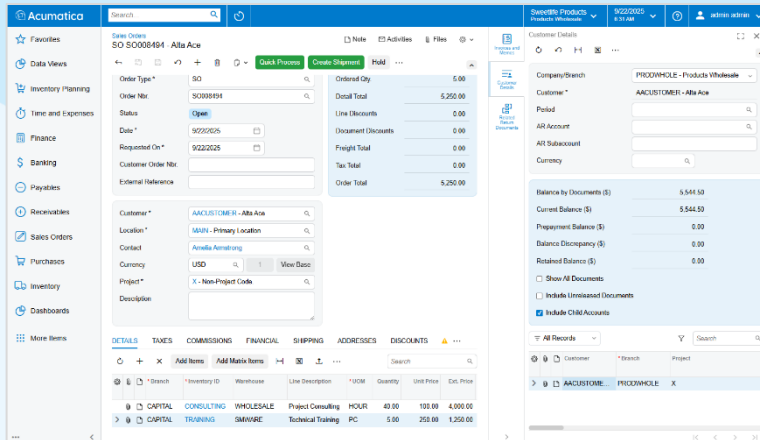 Acumatica
Search
Sweetlife Products
Products Wholesale
9/22/2025
6:31 AM
admin admin
Favorites
Data Views
Inventory Planning
Time and Expenses
Finance
Banking
Payables
Receivables
Sales Orders
Purchases
Inventory
Dashboards
More Items
Sales Orders
SO SO008494 - Alta Ace
Note
Activities
Files
Quick Process
Create Shipment
Hold
Order Type * SO
Order Nbr. SO008494
Status Open
Date * 9/22/2025
Requested On * 9/22/2025
Customer Order Nbr.
External Reference
Ordered Qty. 5.00
Detail Total 5,250.00
Line Discounts 0.00
Document Discounts 0.00
Freight Total 0.00
Tax Total 0.00
Order Total 5,250.00
Customer * AACUSTOMER - Alta Ace
Location * MAIN - Primary Location
Contact Amelia Armstrong
Currency USD 1 View Base
Project * X - Non-Project Code
Description
DETAILS TAXES COMMISSIONS FINANCIAL SHIPPING ADDRESSES DISCOUNTS
Add Items Add Matrix Items Search
* Branch * Inventory ID Warehouse Line Description * UOM Quantity Unit Price Ext. Price
CAPITAL CONSULTING WHOLESALE Project Consulting HOUR 40.00 100.00 4,000.00
CAPITAL TRAINING SMWARE Technical Training PC 5.00 250.00 1,250.00
Customer
Details
Related
Return
Documents
Customer Details
Company/Branch PRODWHOLE - Products Wholesale
Customer * AACUSTOMER - Alta Ace
Period
AR Account
AR Subaccount
Currency
Balance by Documents ($) 5,544.50
Current Balance ($) 5,544.50
Prepayment Balance ($) 0.00
Balance Discrepancy ($) 0.00
Retained Balance ($) 0.00
Show All Documents
Include Unreleased Documents
Include Child Accounts
All Records Search
Customer * Branch Project
AACUSTOME... PRODWHOLE X